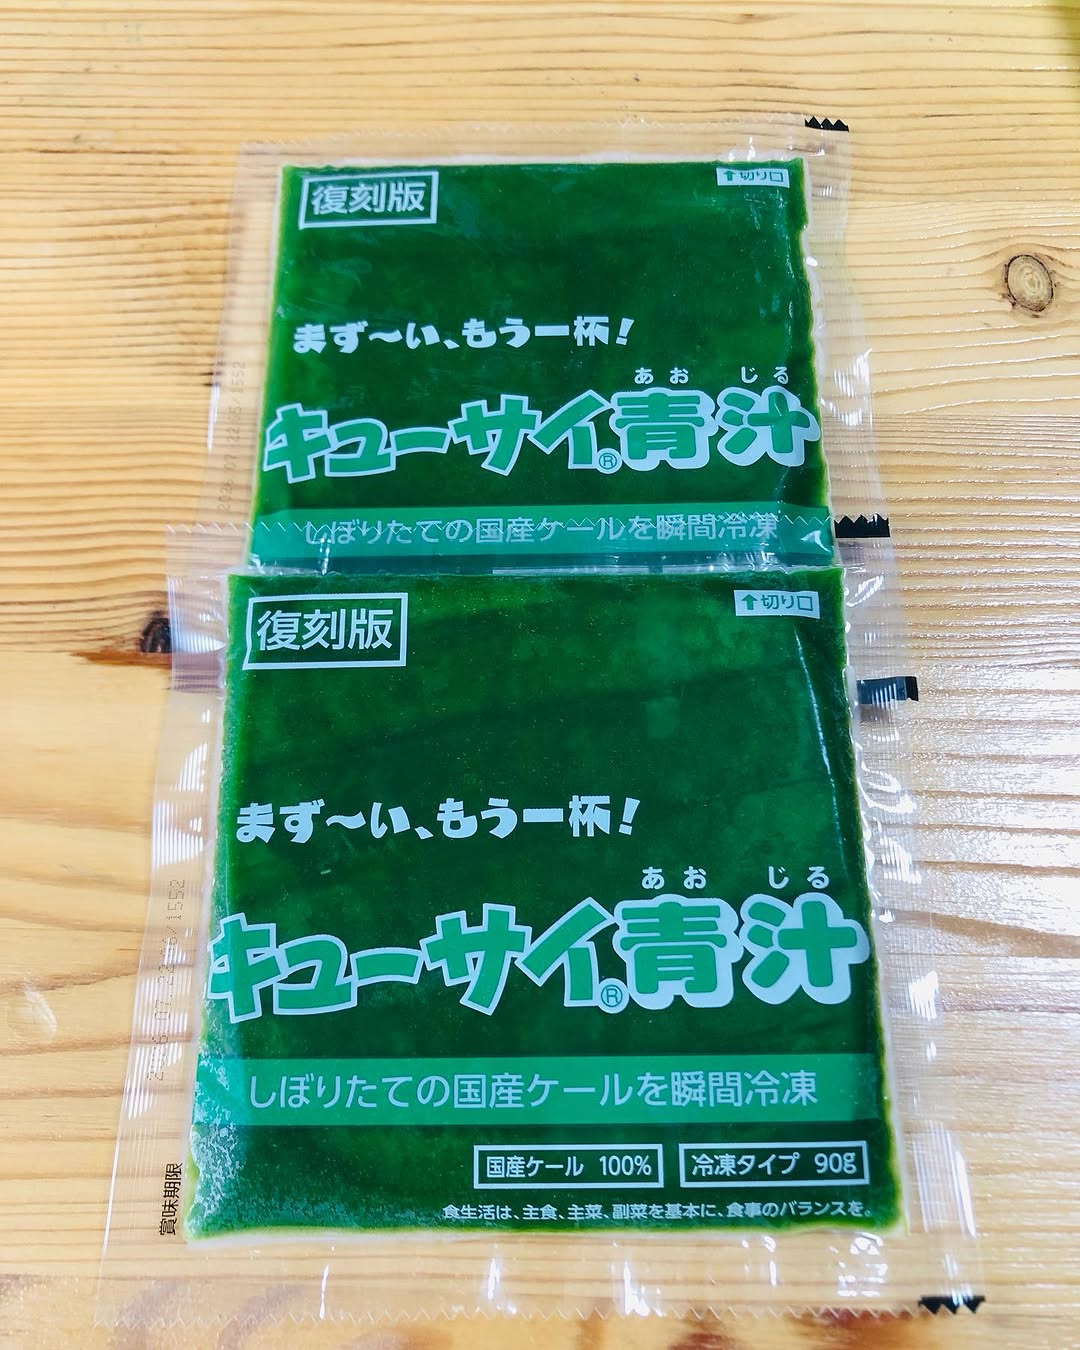 復刻版
↑切り口
まず〜い、もう一杯!
あお じる
キューサイ®青汁
しぼりたての国産ケールを瞬間冷凍
復刻版
↑切り口
まず〜い、もう一杯!
あお じる
キューサイ®青汁
しぼりたての国産ケールを瞬間冷凍
国産ケール 100%
冷凍タイプ 90g
食生活は、主食、主菜、副菜を基本に、食事のバランスを。
賞味期限